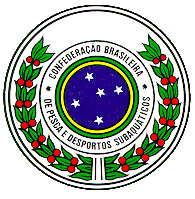 CONFEDERAÇÃO BRASILEIRA
DE PESCA E DESPORTOS SUBAQUÁTICOS